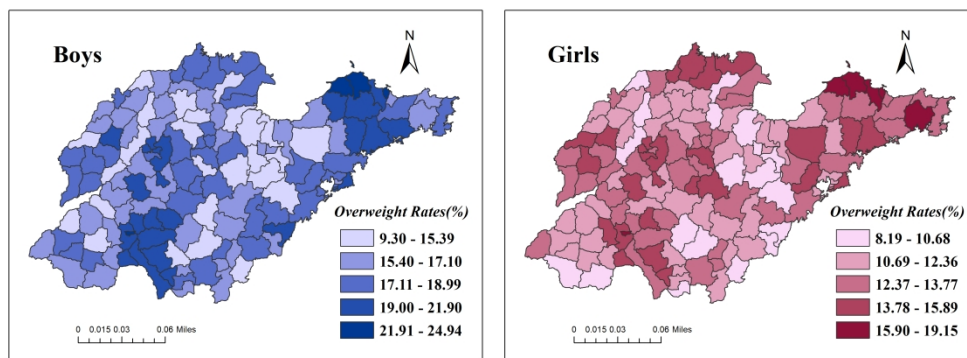 Boys
N
Overweight Rates(%)
9.30 - 15.39
15.40 - 17.10
17.11 - 18.99
19.00 - 21.90
21.91 - 24.94
0 0.015 0.03 0.06 Miles
Girls
N
Overweight Rates(%)
8.19 - 10.68
10.69 - 12.36
12.37 - 13.77
13.78 - 15.89
15.90 - 19.15
0 0.015 0.03 0.06 Miles